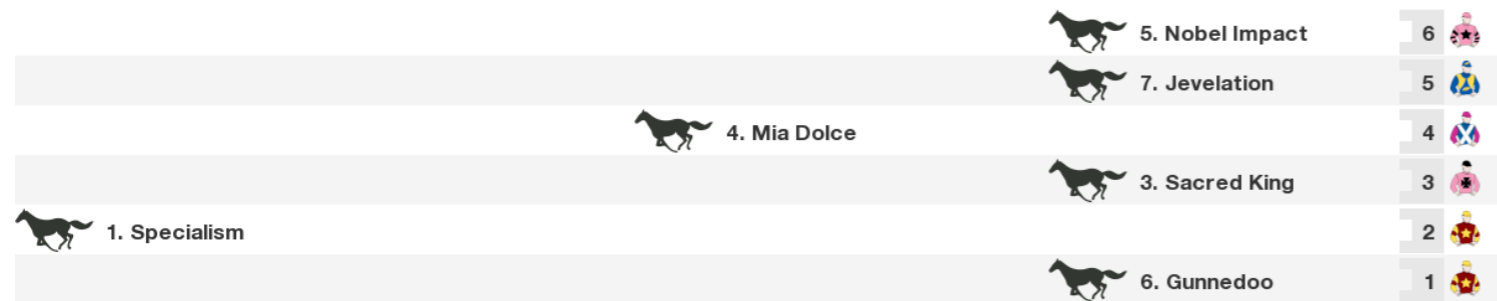 5. Nobel Impact 6
7. Jevelation 5
4. Mia Dolce 4
3. Sacred King 3
1. Specialism 2
6. Gunnedoo 1